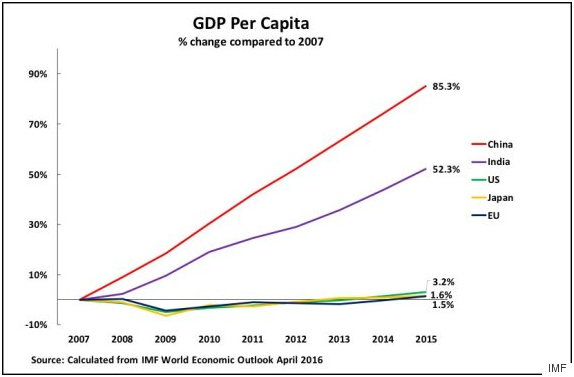 GDP Per Capita
% change compared to 2007
90%
70%
50%
30%
10%
-10%
85.3%
52.3%
3.2%
1.6%
1.5%
China
India
US
Japan
EU
2007 2008 2009 2010 2011 2012 2013 2014 2015
Source: Calculated from IMF World Economic Outlook April 2016
IMF